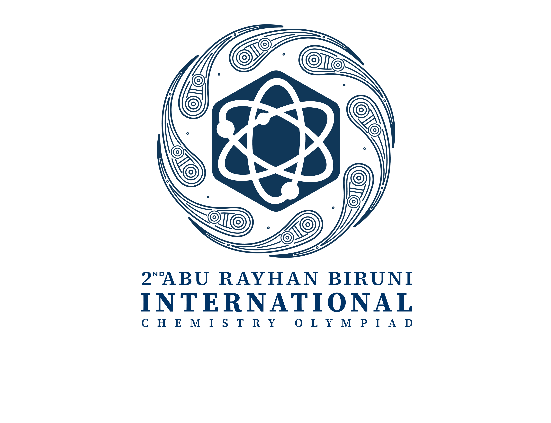 2ND ABU RAYHAN BIRUNI
INTERNATIONAL
CHEMISTRY OLYMPIAD